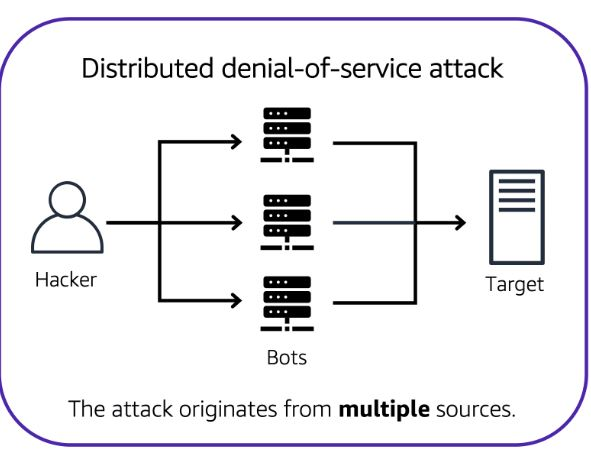 Distributed denial-of-service attack
Hacker
Target
Bots
The attack originates from multiple sources.